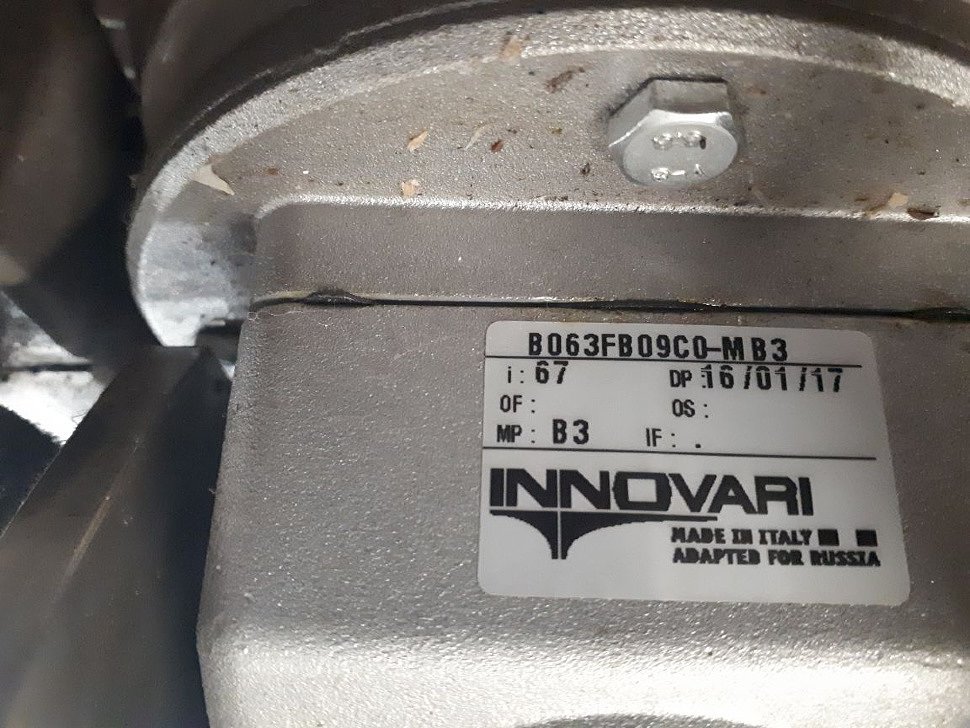 B063FB09C0-MB3
i: 67 DP: 16/01/17
OF: OS:
MP: B3 IF: .
INNOVARI
MADE IN ITALY
ADAPTED FOR RUSSIA